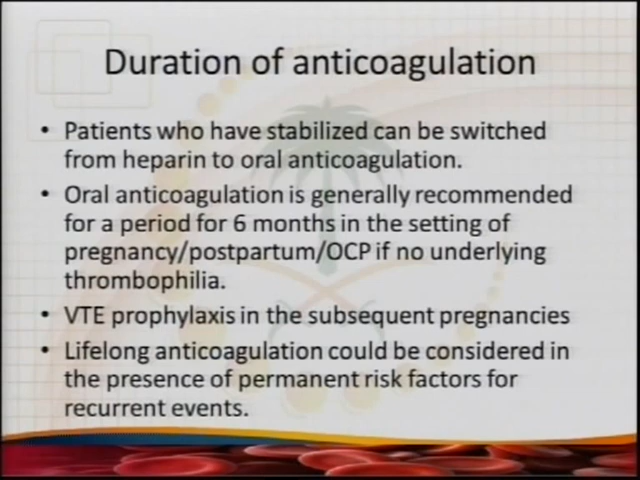 Duration of anticoagulation
• Patients who have stabilized can be switched
from heparin to oral anticoagulation.
• Oral anticoagulation is generally recommended
for a period for 6 months in the setting of
pregnancy/postpartum/OCP if no underlying
thrombophilia.
• VTE prophylaxis in the subsequent pregnancies
• Lifelong anticoagulation could be considered in
the presence of permanent risk factors for
recurrent events.